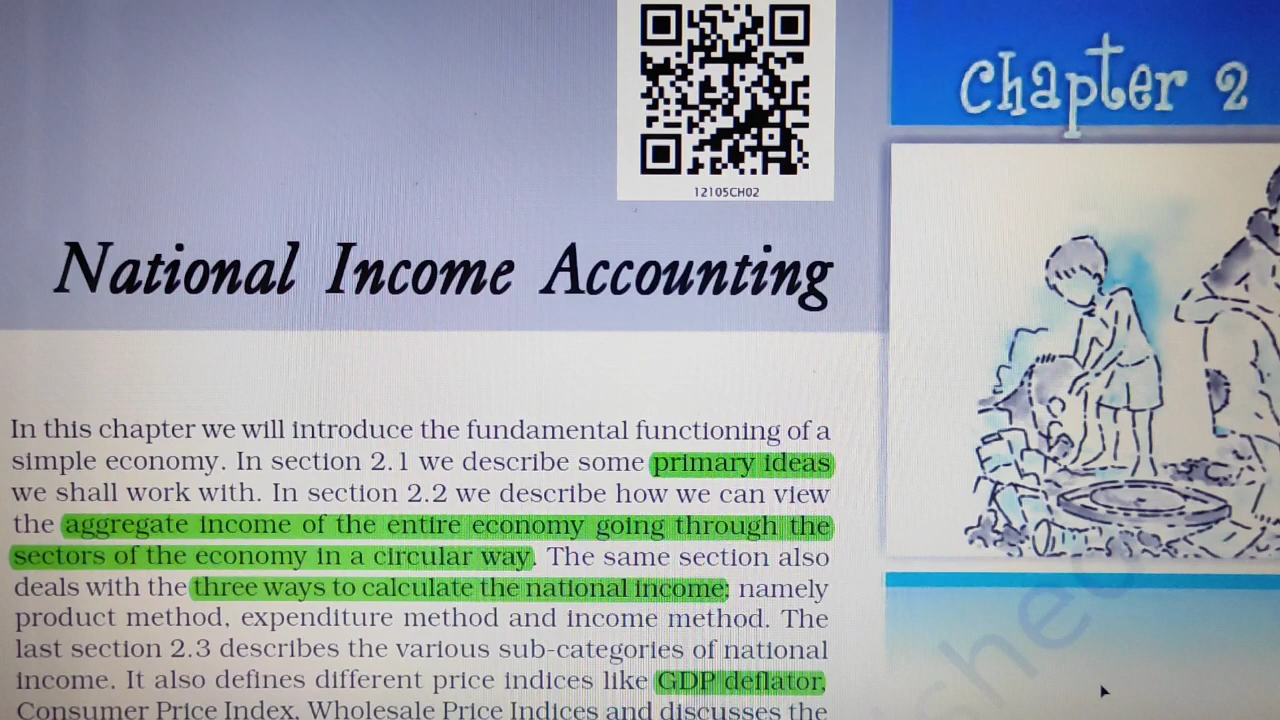 Chapter 2
12105CH02
National Income Accounting
In this chapter we will introduce the fundamental functioning of a
simple economy. In section 2.1 we describe some primary ideas
we shall work with. In section 2.2 we describe how we can view
the aggregate income of the entire economy going through the
sectors of the economy in a circular way. The same section also
deals with the three ways to calculate the national income; namely
product method, expenditure method and income method. The
last section 2.3 describes the various sub-categories of national
income. It also defines different price indices like GDP deflator,
Consumer Price Index, Wholesale Price Indices and discusses the